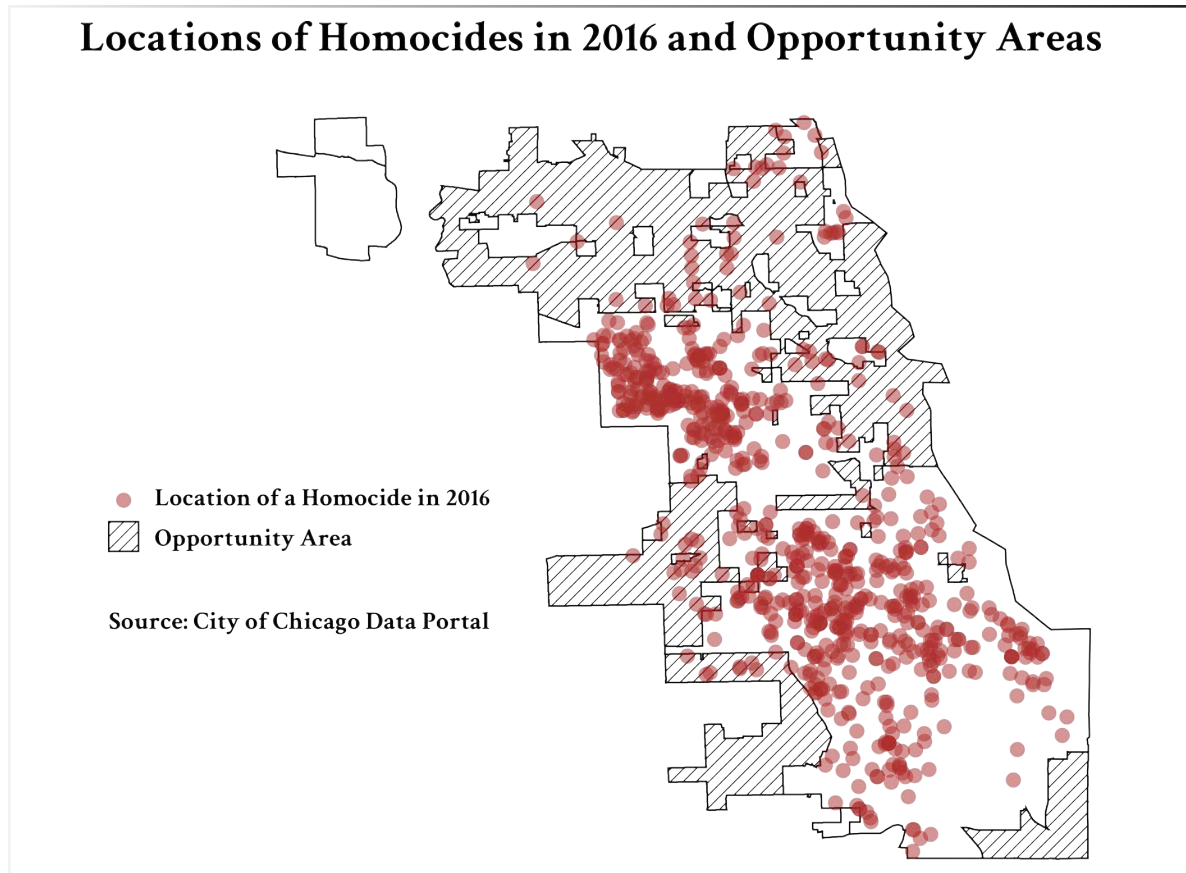 Locations of Homocides in 2016 and Opportunity Areas
Location of a Homocide in 2016
Opportunity Area
Source: City of Chicago Data Portal